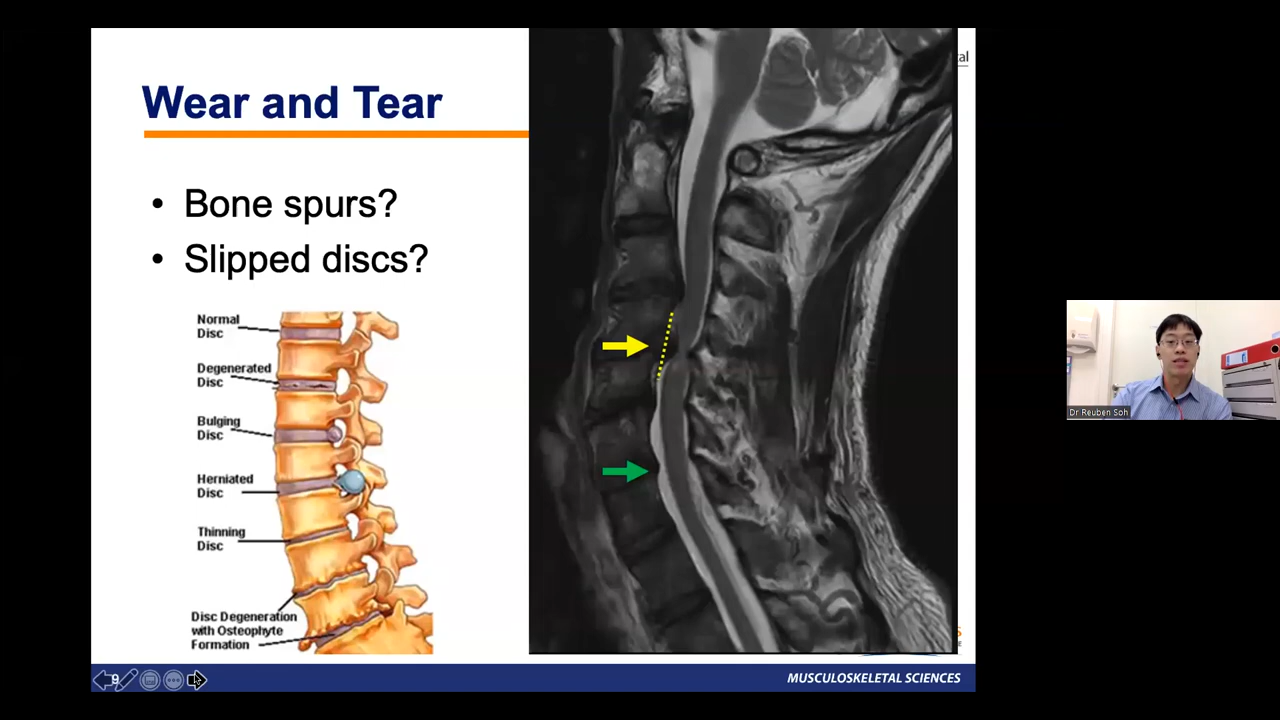 Wear and Tear
• Bone spurs?
• Slipped discs?
Normal
Disc
Degenerated
Disc
Bulging
Disc
Herniated
Disc
Thinning
Disc
Disc Degeneration
with Osteophyte
Formation
9
MUSCULOSKELETAL SCIENCES
Dr Reuben Soh